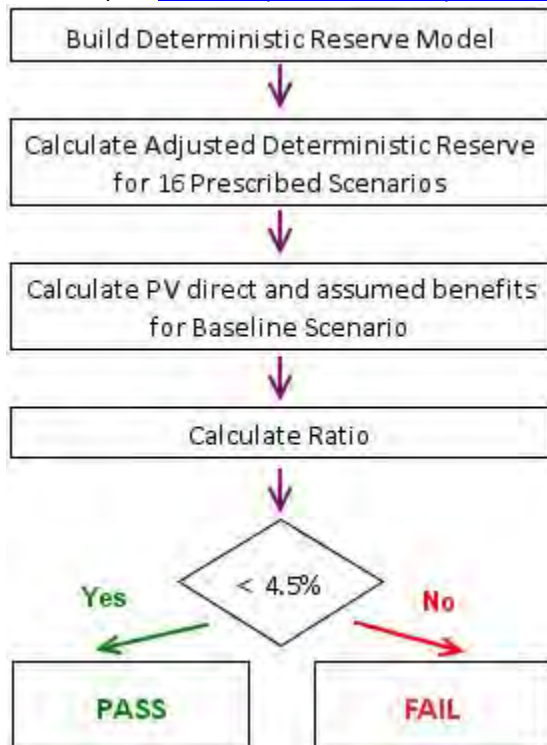 Build Deterministic Reserve Model
Calculate Adjusted Deterministic Reserve
for 16 Prescribed Scenarios
Calculate PV direct and assumed benefits
for Baseline Scenario
Calculate Ratio
< 4.5%
Yes
No
PASS
FAIL